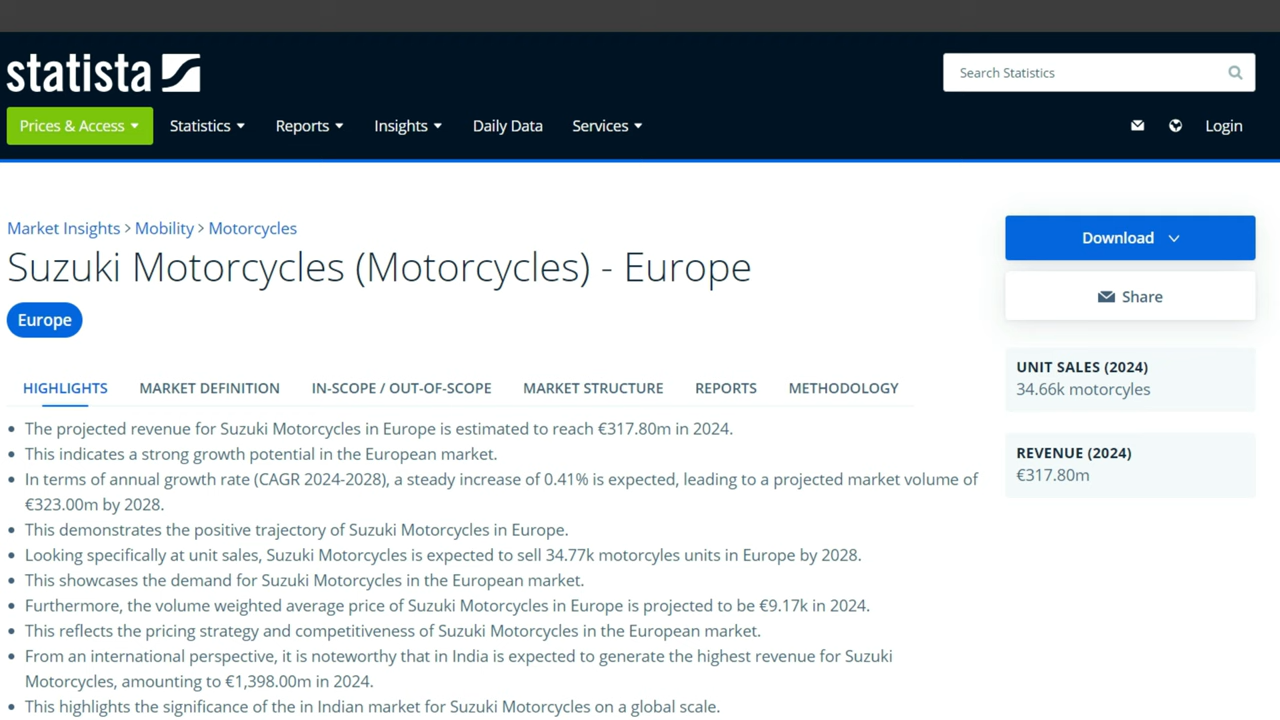 statista
Search Statistics
Prices & Access
Statistics
Reports
Insights
Daily Data
Services
Login
Market Insights > Mobility > Motorcycles
Suzuki Motorcycles (Motorcycles) - Europe
Europe
Download
Share
HIGHLIGHTS
MARKET DEFINITION
IN-SCOPE / OUT-OF-SCOPE
MARKET STRUCTURE
REPORTS
METHODOLOGY
• The projected revenue for Suzuki Motorcycles in Europe is estimated to reach €317.80m in 2024.
• This indicates a strong growth potential in the European market.
• In terms of annual growth rate (CAGR 2024-2028), a steady increase of 0.41% is expected, leading to a projected market volume of
€323.00m by 2028.
• This demonstrates the positive trajectory of Suzuki Motorcycles in Europe.
• Looking specifically at unit sales, Suzuki Motorcycles is expected to sell 34.77k motorcyles units in Europe by 2028.
• This showcases the demand for Suzuki Motorcycles in the European market.
• Furthermore, the volume weighted average price of Suzuki Motorcycles in Europe is projected to be €9.17k in 2024.
• This reflects the pricing strategy and competitiveness of Suzuki Motorcycles in the European market.
• From an international perspective, it is noteworthy that in India is expected to generate the highest revenue for Suzuki
Motorcycles, amounting to €1,398.00m in 2024.
• This highlights the significance of the in Indian market for Suzuki Motorcycles on a global scale.
UNIT SALES (2024)
34.66k motorcyles
REVENUE (2024)
€317.80m